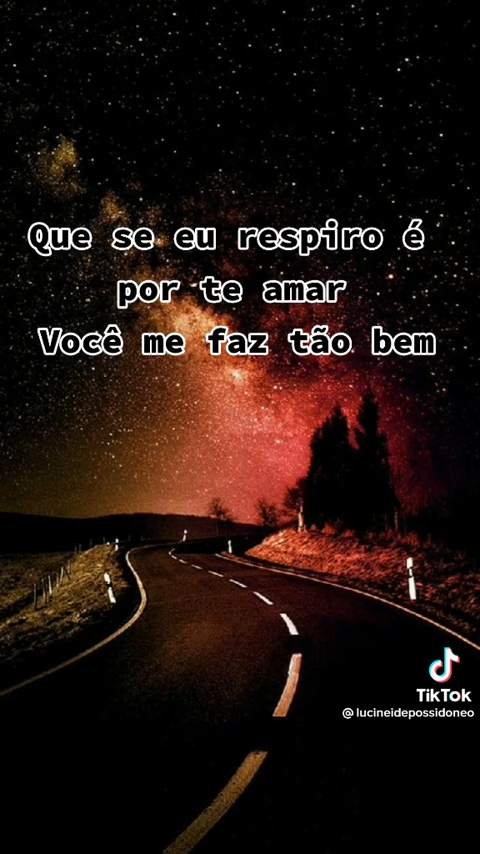 Que se eu respiro é
por te amar
Você me faz tão bem
TikTok
@lucineidepossidoneo